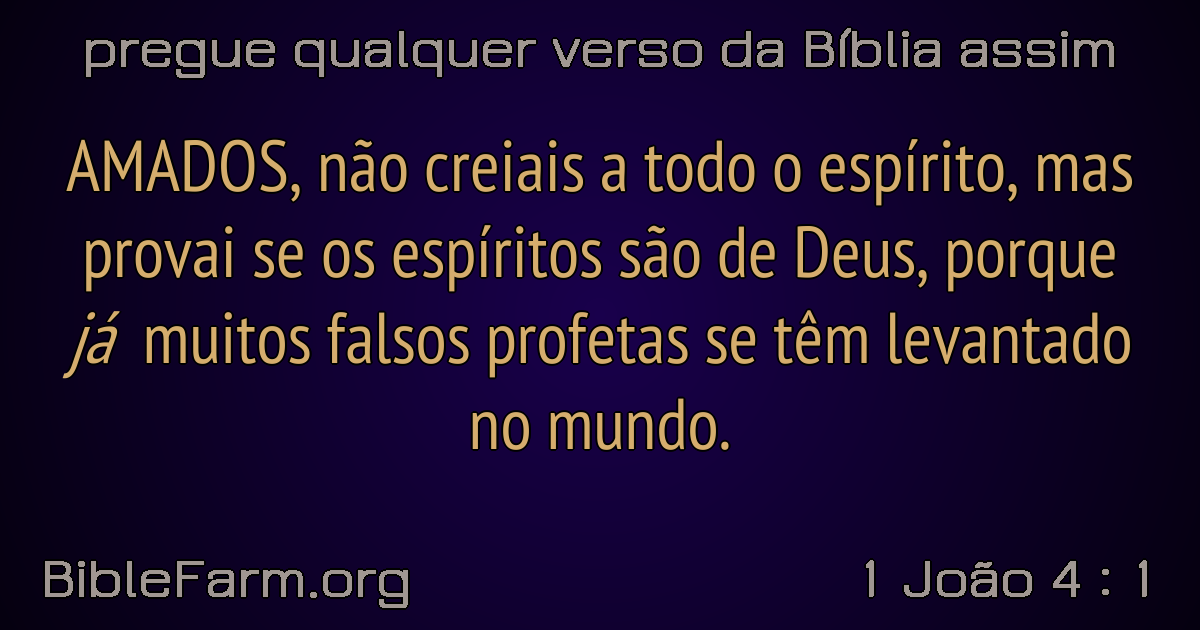 pregue qualquer verso da Bíblia assim
AMADOS, não creiais a todo o espírito, mas
provai se os espíritos são de Deus, porque
já muitos falsos profetas se têm levantado
no mundo.
BibleFarm.org
1 João 4 : 1